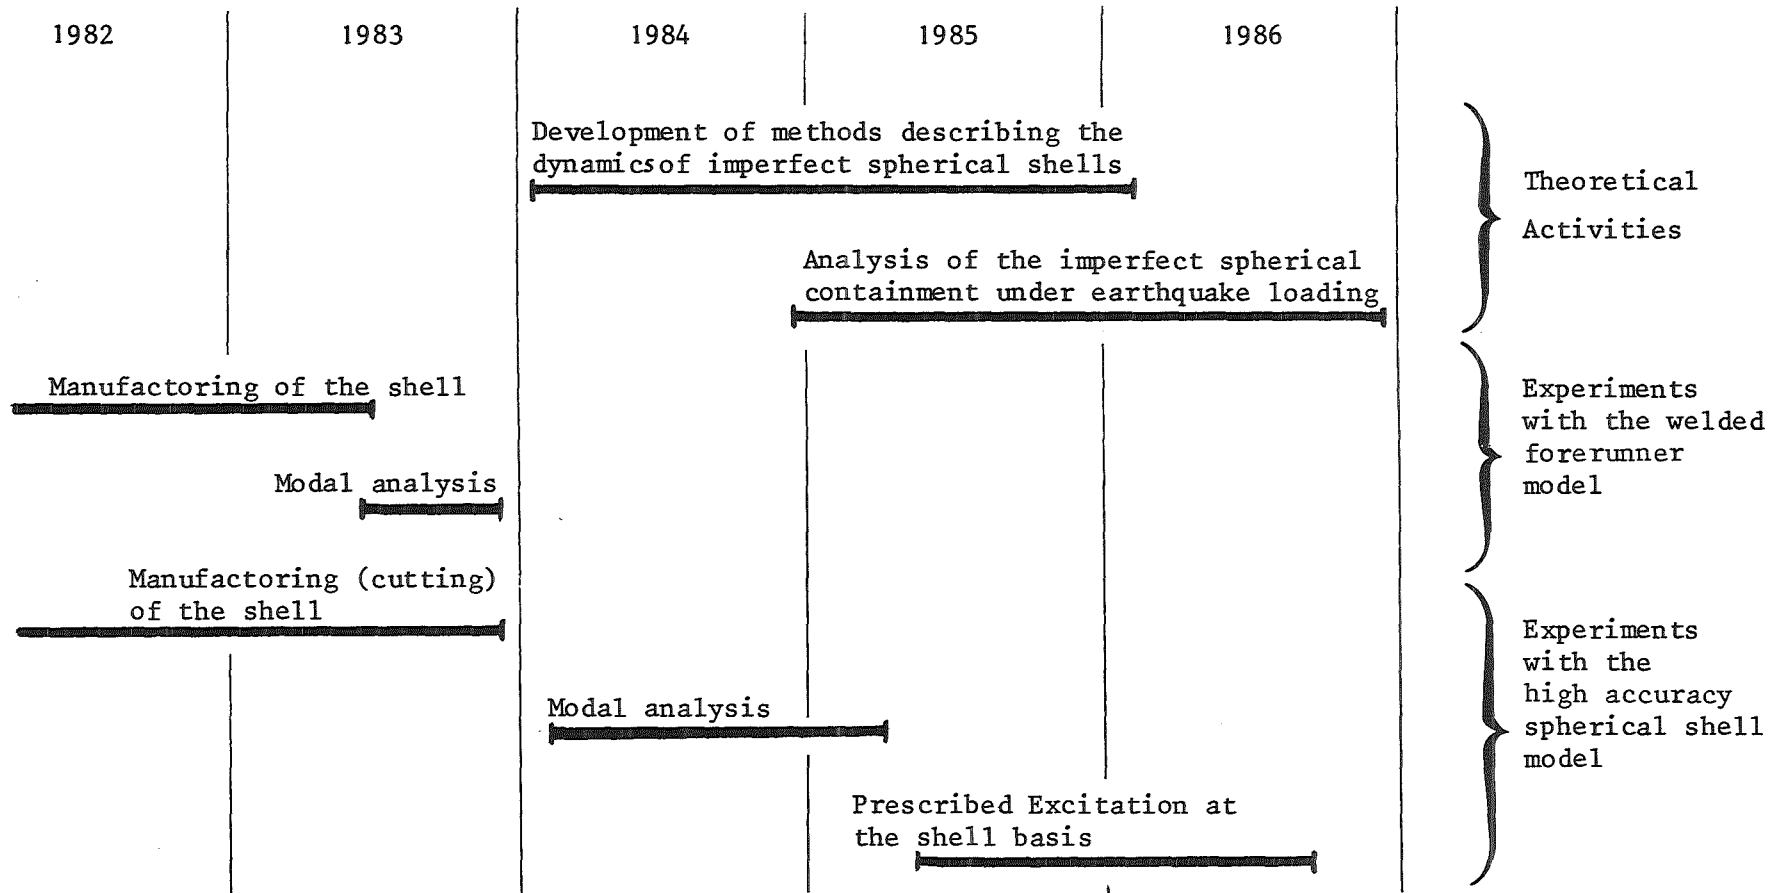 1982 1983 1984 1985 1986
Development of methods describing the
dynamics of imperfect spherical shells
Theoretical
Activities
Analysis of the imperfect spherical
containment under earthquake loading
Manufactoring of the shell
Modal analysis
Experiments
with the welded
forerunner
model
Manufactoring (cutting)
of the shell
Modal analysis
Prescribed Excitation at
the shell basis
Experiments
with the
high accuracy
spherical shell
model